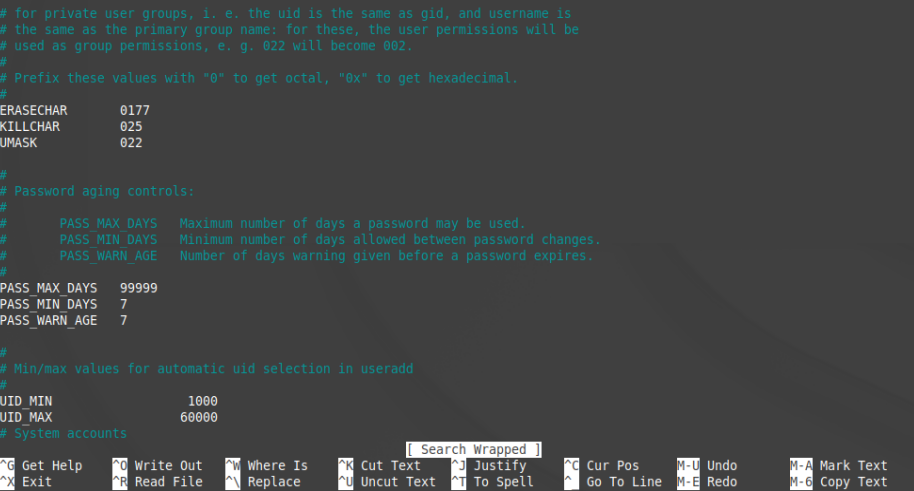 # for private user groups, i. e. the uid is the same as gid, and username is
# the same as the primary group name: for these, the user permissions will be
# used as group permissions, e. g. 022 will become 002.
#
# Prefix these values with "0" to get octal, "0x" to get hexadecimal.
#
ERASECHAR       0177
KILLCHAR        025
UMASK           022
#
# Password aging controls:
#
#       PASS_MAX_DAYS   Maximum number of days a password may be used.
#       PASS_MIN_DAYS   Minimum number of days allowed between password changes.
#       PASS_WARN_AGE   Number of days warning given before a password expires.
#
PASS_MAX_DAYS   99999
PASS_MIN_DAYS   7
PASS_WARN_AGE   7
#
# Min/max values for automatic uid selection in useradd
#
UID_MIN                  1000
UID_MAX                 60000
# System accounts
[ Search Wrapped ]
^G Get Help    ^O Write Out   ^W Where Is    ^K Cut Text    ^J Justify     ^C Cur Pos     M-U Undo       M-A Mark Text
^X Exit        ^R Read File   ^\ Replace     ^U Uncut Text  ^T To Spell    ^_ Go To Line  M-E Redo       M-6 Copy Text